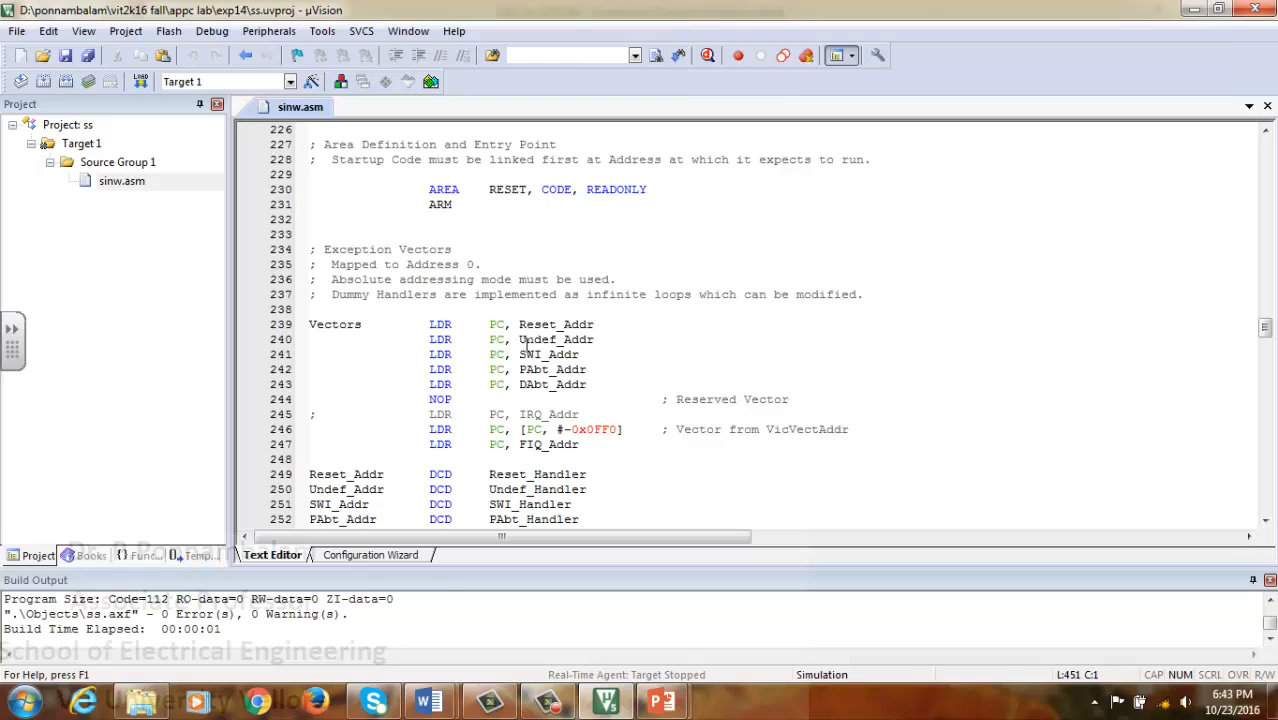 D:\ponnambalam\vit2k16 fall\appc lab\exp14\ss.uvproj - µVision
File Edit View Project Flash Debug Peripherals Tools SVCS Window Help
LOAD Target 1
Project
sinw.asm
Project: ss
Target 1
Source Group 1
sinw.asm
226
227 ; Area Definition and Entry Point
228 ;  Startup Code must be linked first at Address at which it expects to run.
229
230 AREA RESET, CODE, READONLY
231 ARM
232
233
234 ; Exception Vectors
235 ;  Mapped to Address 0.
236 ;  Absolute addressing mode must be used.
237 ;  Dummy Handlers are implemented as infinite loops which can be modified.
238
239 Vectors LDR PC, Reset_Addr
240 LDR PC, Undef_Addr
241 LDR PC, SWI_Addr
242 LDR PC, PAbt_Addr
243 LDR PC, DAbt_Addr
244 NOP ; Reserved Vector
245 ; LDR PC, IRQ_Addr
246 LDR PC, [PC, #-0x0FF0] ; Vector from VicVectAddr
247 LDR PC, FIQ_Addr
248
249 Reset_Addr DCD Reset_Handler
250 Undef_Addr DCD Undef_Handler
251 SWI_Addr DCD SWI_Handler
252 PAbt_Addr DCD PAbt_Handler
Project Books {} Func... Temp...
Text Editor Configuration Wizard
Build Output
Program Size: Code=112 RO-data=0 RW-data=0 ZI-data=0
".\Objects\ss.axf" - 0 Error(s), 0 Warning(s).
Build Time Elapsed:  00:00:01
Associate Professor
School of Electrical Engineering
For Help, press F1 Real-Time Agent: Target Stopped Simulation L:451 C:1 CAP NUM SCRL OVR R/W
6:43 PM
10/23/2016